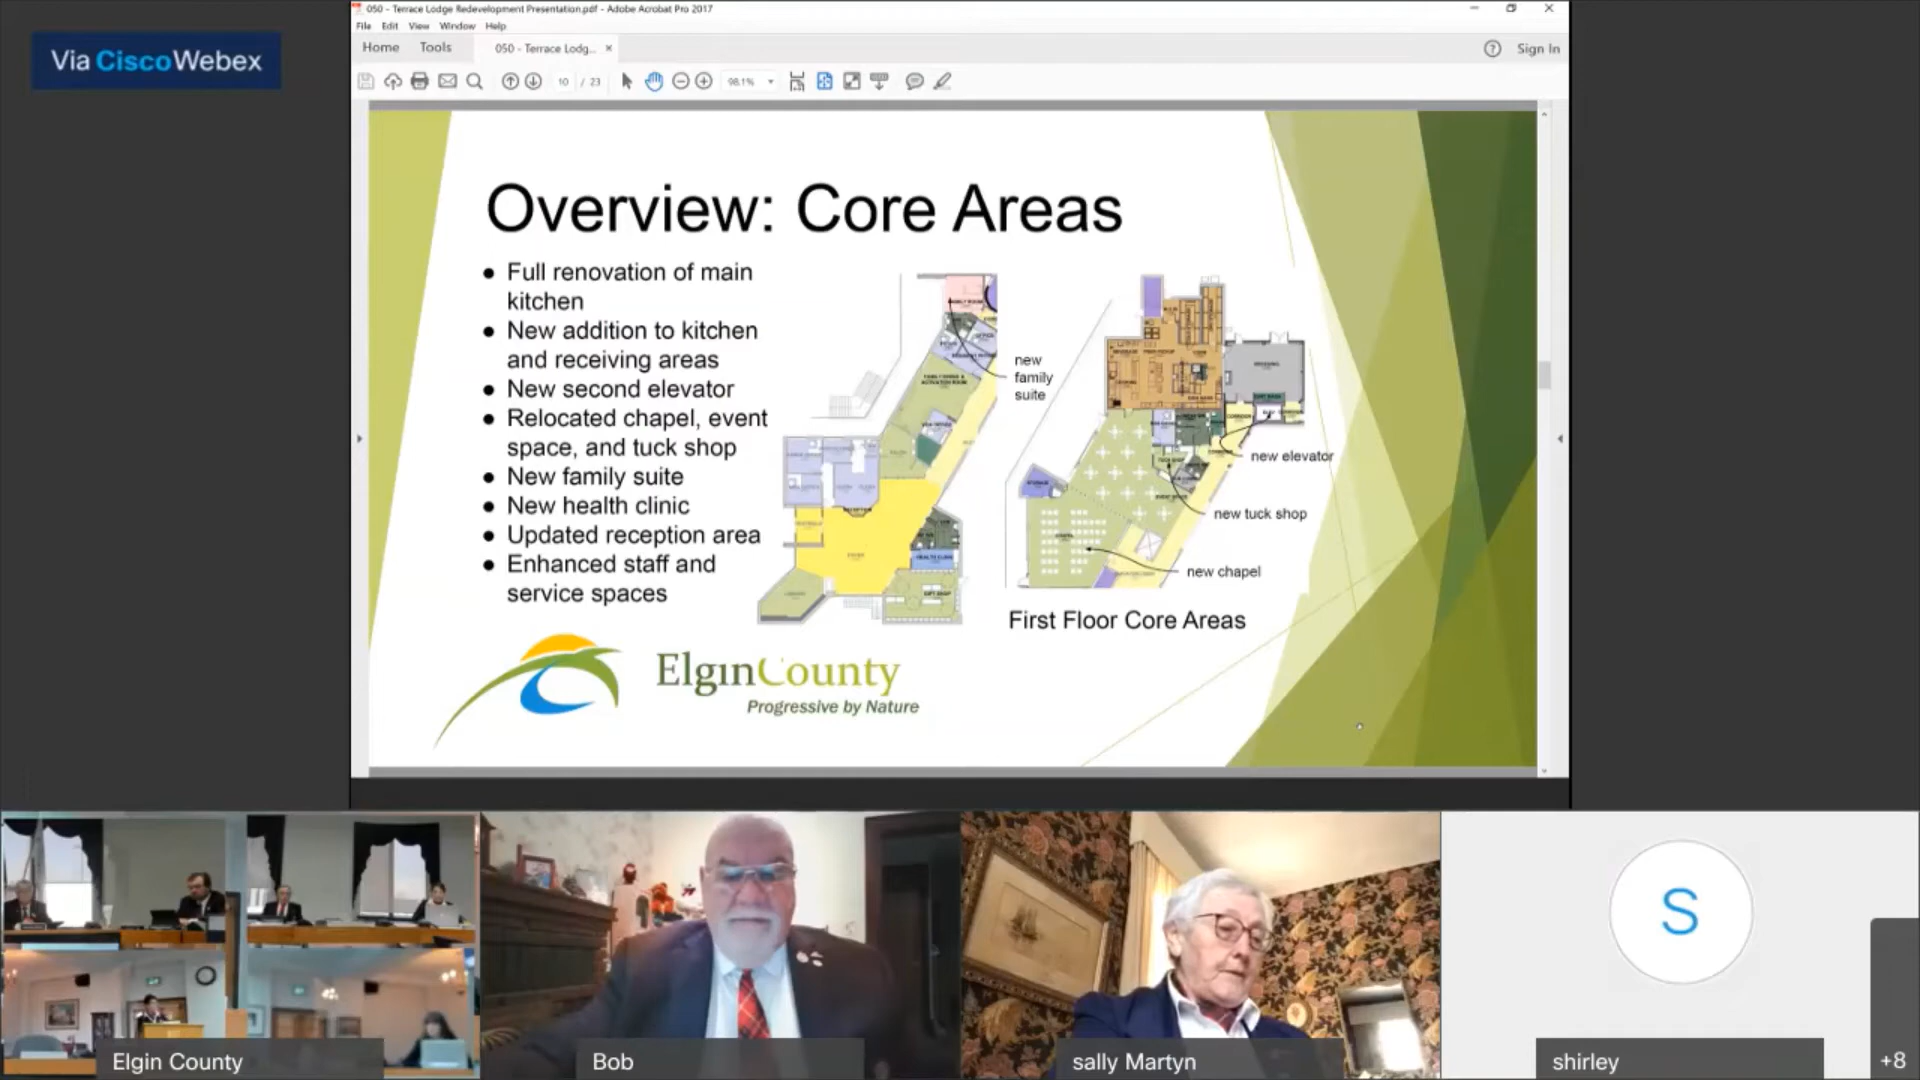 050 - Terrace Lodge Redevelopment Presentation.pdf - Adobe Acrobat Pro 2017
File Edit View Window Help
Via CiscoWebex
Home Tools 050 - Terrace Lodg... ×
Sign In
10 / 23
98.1%
Overview: Core Areas
● Full renovation of main
kitchen
● New addition to kitchen
and receiving areas
● New second elevator
● Relocated chapel, event
space, and tuck shop
● New family suite
● New health clinic
● Updated reception area
● Enhanced staff and
service spaces
new
family
suite
new elevator
new tuck shop
new chapel
First Floor Core Areas
ElginCounty
Progressive by Nature
S
Elgin County
Bob
sally Martyn
shirley
+8